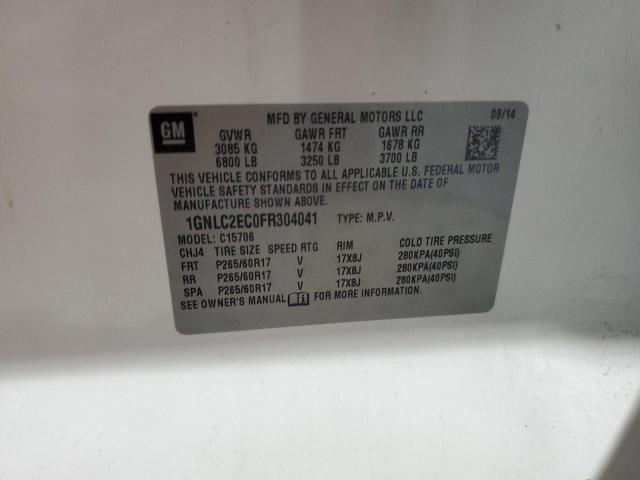 GM
MFD BY GENERAL MOTORS LLC 09/14
GVWR GAWR FRT GAWR RR
3085 KG 1474 KG 1678 KG
6800 LB 3250 LB 3700 LB
THIS VEHICLE CONFORMS TO ALL APPLICABLE U.S. FEDERAL MOTOR
VEHICLE SAFETY STANDARDS IN EFFECT ON THE DATE OF
MANUFACTURE SHOWN ABOVE.
1GNLC2EC0FR304041 TYPE: M.P.V.
MODEL: C15706
CHJ4 TIRE SIZE SPEED RTG RIM COLD TIRE PRESSURE
FRT P265/60R17 V 17X8J 280KPA(40PSI)
RR P265/60R17 V 17X8J 280KPA(40PSI)
SPA P265/60R17 V 17X8J 280KPA(40PSI)
SEE OWNER'S MANUAL FOR MORE INFORMATION.